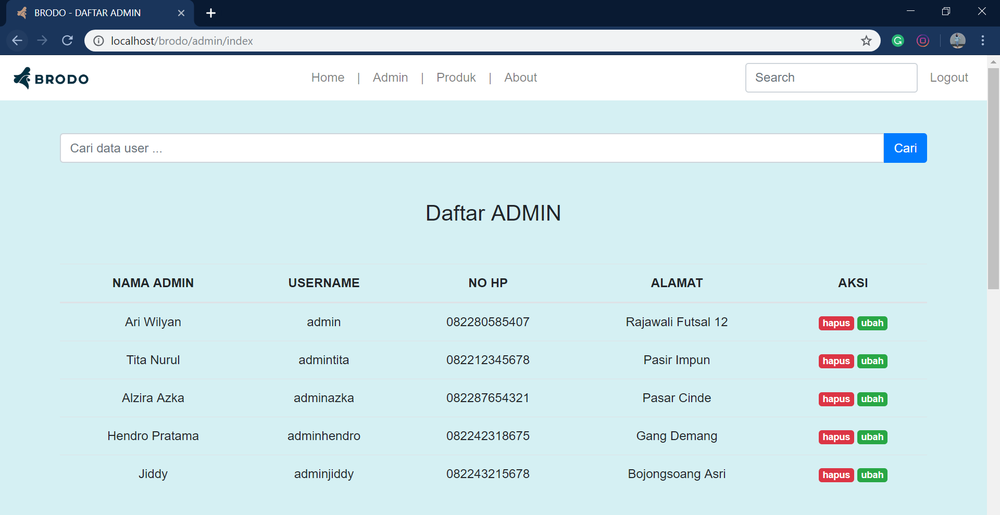 BRODO - DAFTAR ADMIN
localhost/brodo/admin/index
BRODO Home | Admin | Produk | About Search Logout
Cari data user ... Cari
Daftar ADMIN
NAMA ADMIN USERNAME NO HP ALAMAT AKSI
Ari Wilyan admin 082280585407 Rajawali Futsal 12 hapus ubah
Tita Nurul admintita 082212345678 Pasir Impun hapus ubah
Alzira Azka adminazka 082287654321 Pasar Cinde hapus ubah
Hendro Pratama adminhendro 082242318675 Gang Demang hapus ubah
Jiddy adminjiddy 082243215678 Bojongsoang Asri hapus ubah